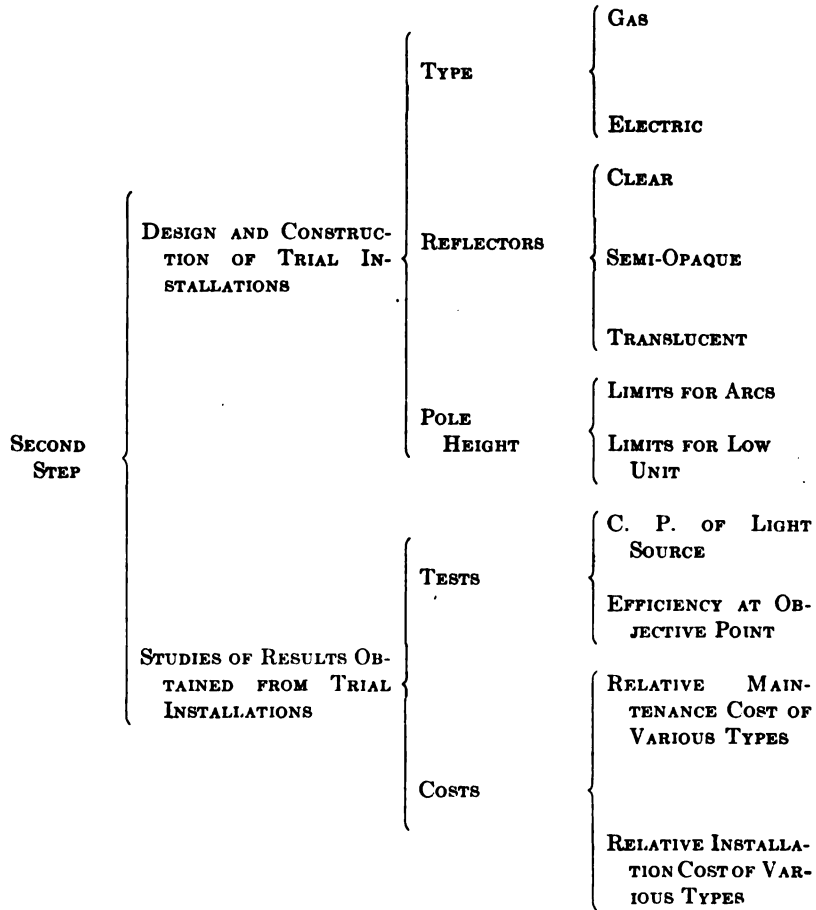 SECOND
STEP
DESIGN AND CONSTRUC-
TION OF TRIAL IN-
STALLATIONS
TYPE
GAS
ELECTRIC
REFLECTORS
CLEAR
SEMI-OPAQUE
TRANSLUCENT
POLE
HEIGHT
LIMITS FOR ARCS
LIMITS FOR LOW
UNIT
STUDIES OF RESULTS OB-
TAINED FROM TRIAL
INSTALLATIONS
TESTS
C. P. OF LIGHT
SOURCE
EFFICIENCY AT OB-
JECTIVE POINT
COSTS
RELATIVE MAIN-
TENANCE COST OF
VARIOUS TYPES
RELATIVE INSTALLA-
TION COST OF VAR-
IOUS TYPES